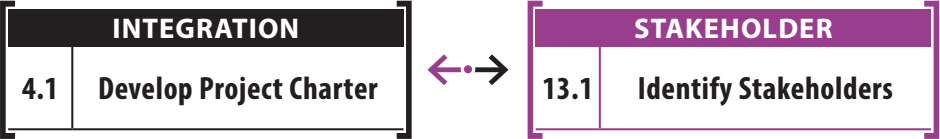 INTEGRATION
4.1 Develop Project Charter
STAKEHOLDER
13.1 Identify Stakeholders